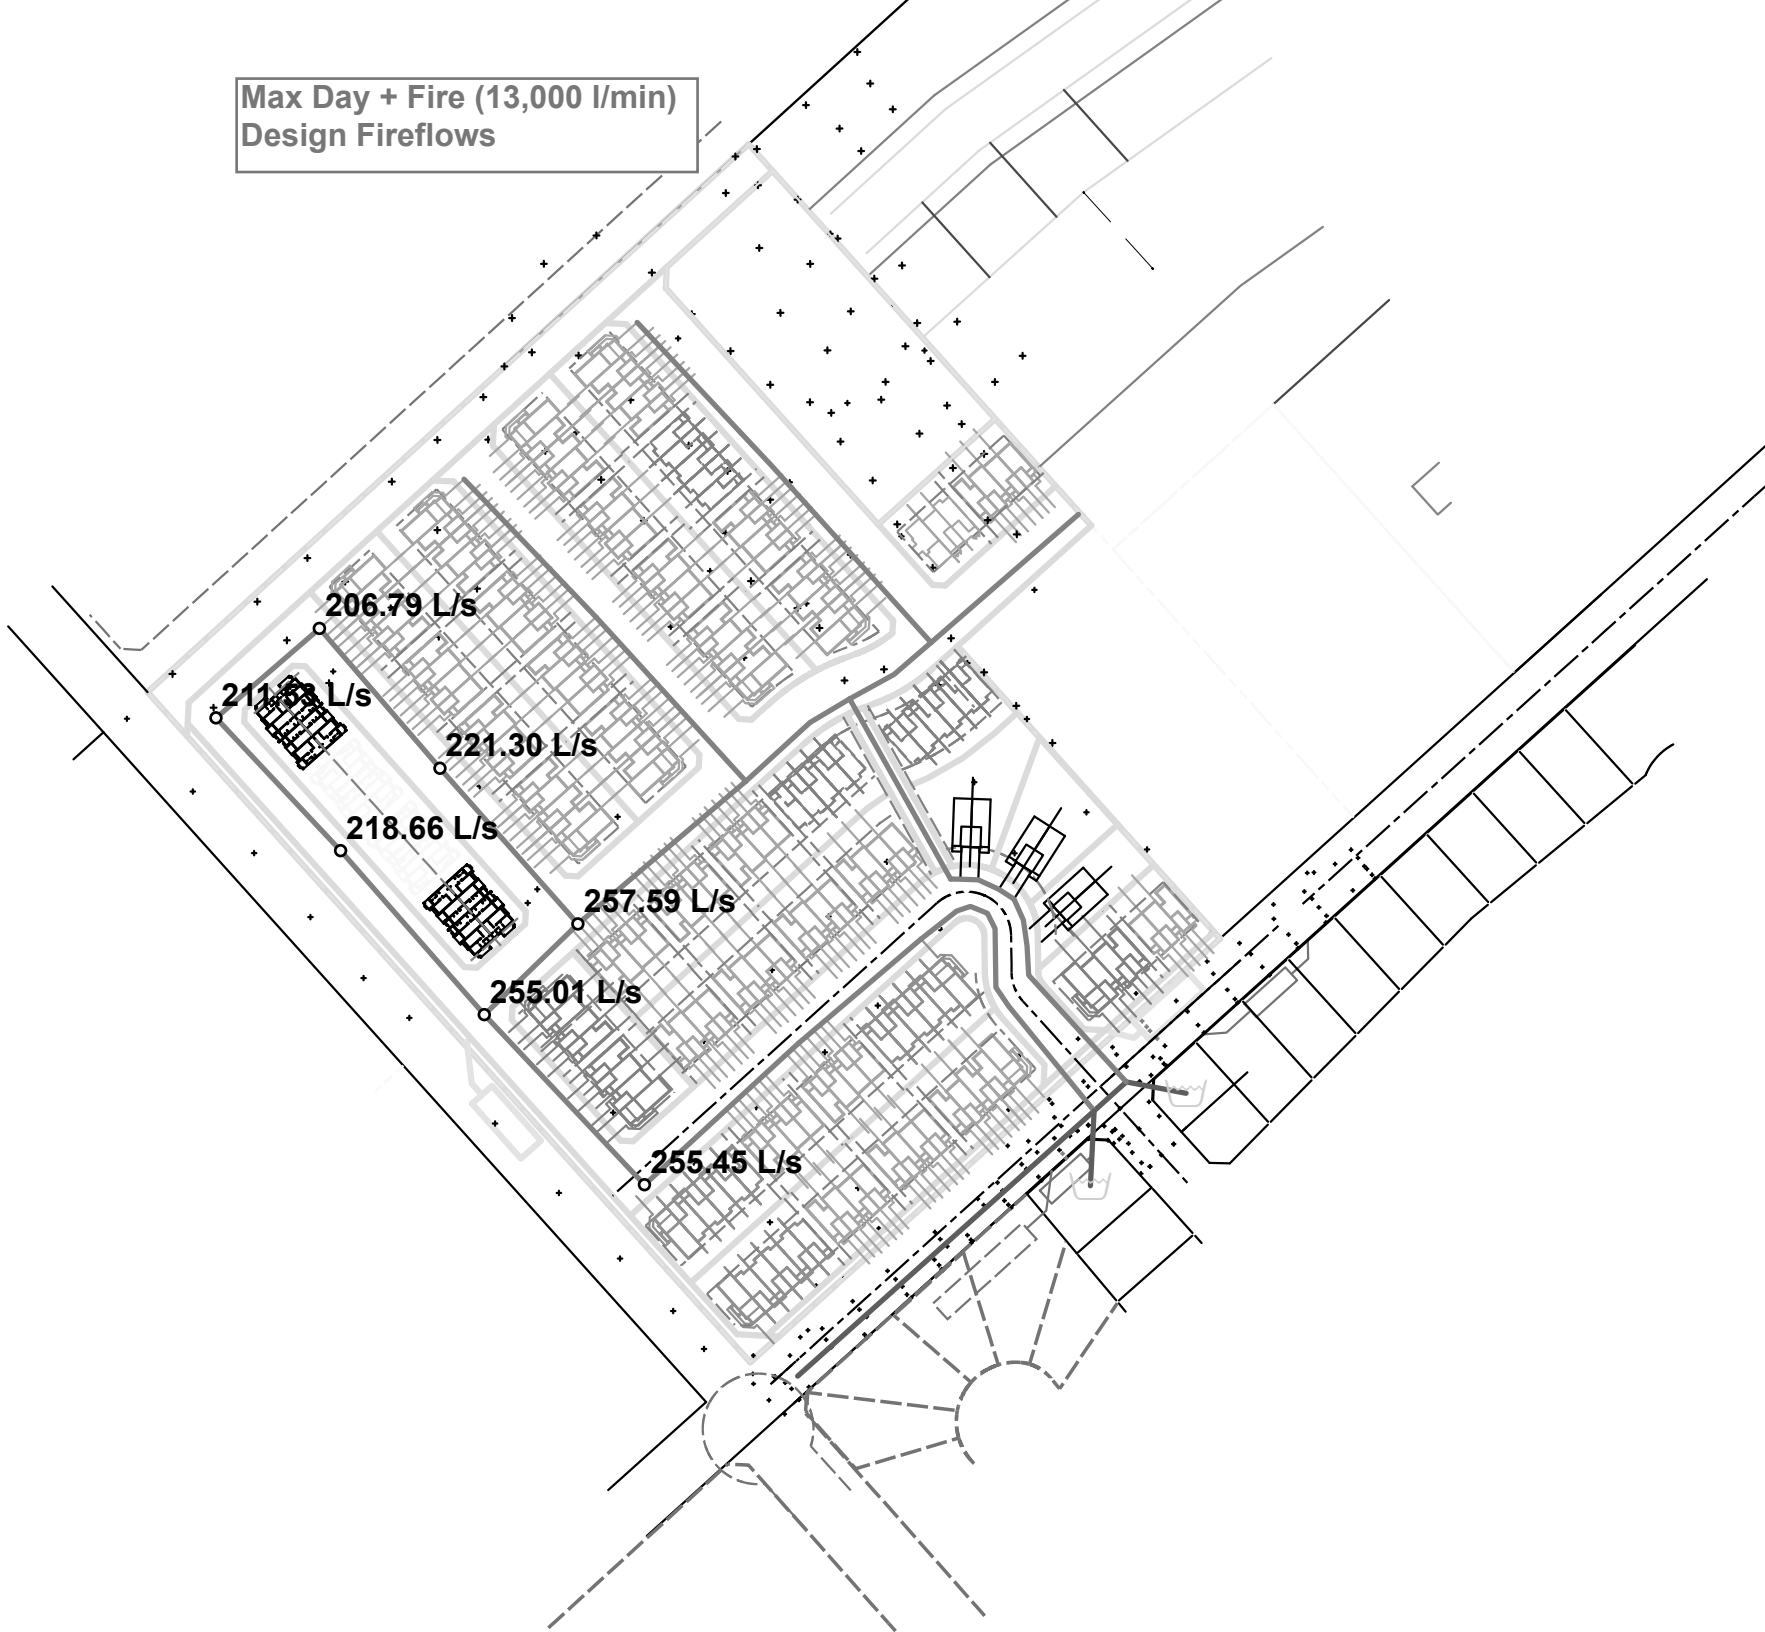 Max Day + Fire (13,000 l/min)
Design Fireflows
206.79 L/s
L/s
221.30 L/s
218.66 L/s
257.59 L/s
255.01 L/s
255.45 L/s